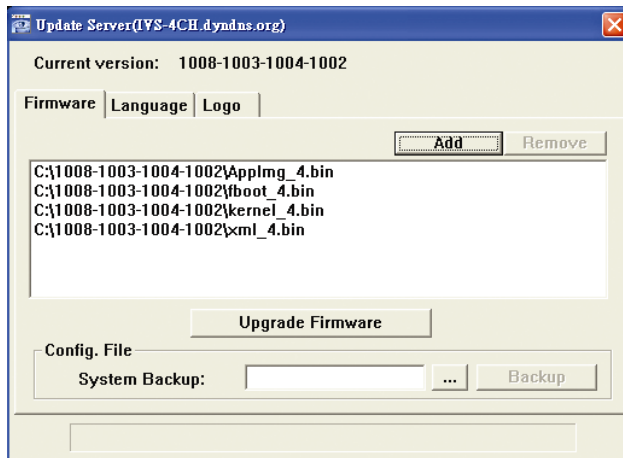 Update Server(IVS-4CH.dyndns.org)
Current version: 1008-1003-1004-1002
Firmware Language Logo
Add Remove
C:\1008-1003-1004-1002\AppImg_4.bin
C:\1008-1003-1004-1002\fboot_4.bin
C:\1008-1003-1004-1002\kernel_4.bin
C:\1008-1003-1004-1002\xml_4.bin
Upgrade Firmware
Config. File
System Backup: ... Backup